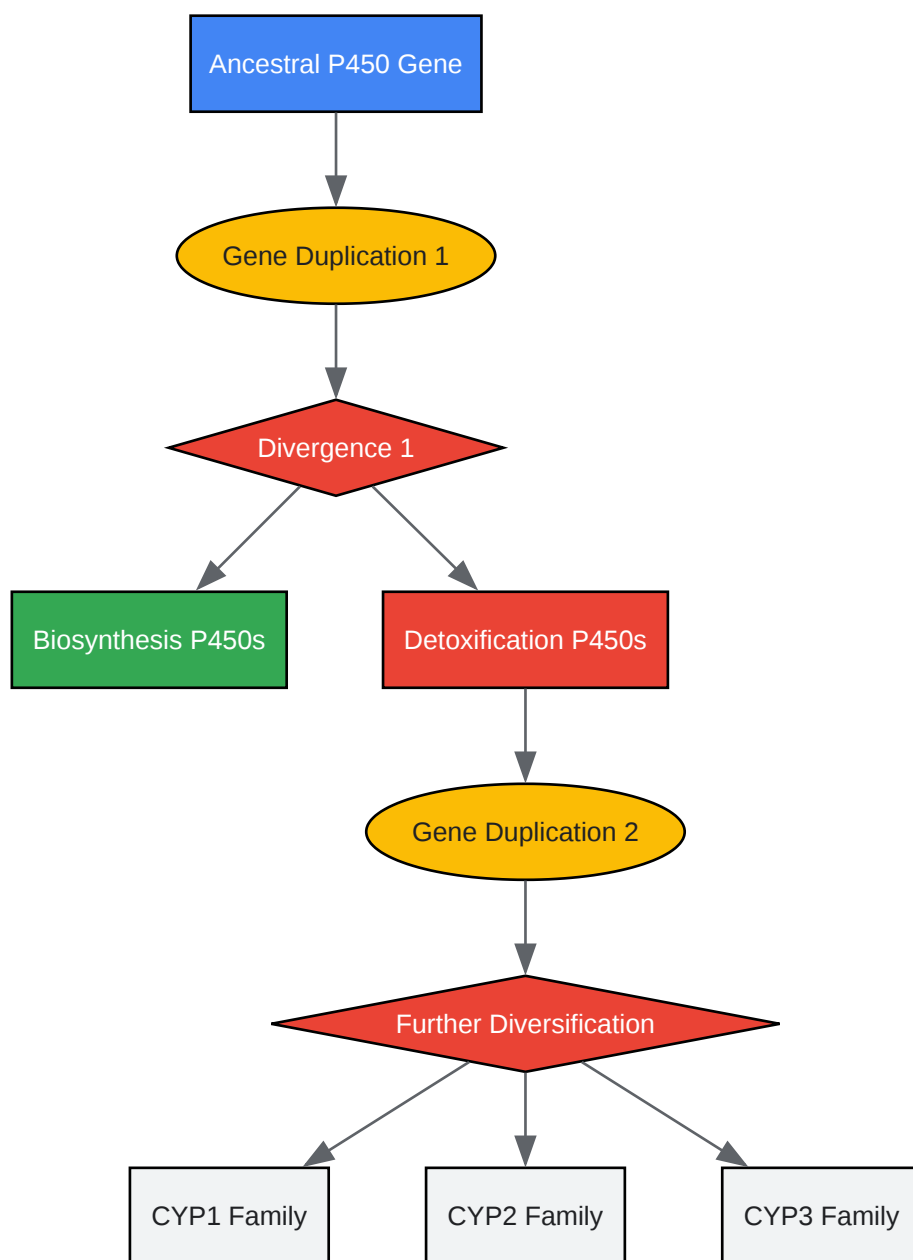 Ancestral P450 Gene
Gene Duplication 1
Divergence 1
Biosynthesis P450s
Detoxification P450s
Gene Duplication 2
Further Diversification
CYP1 Family
CYP2 Family
CYP3 Family